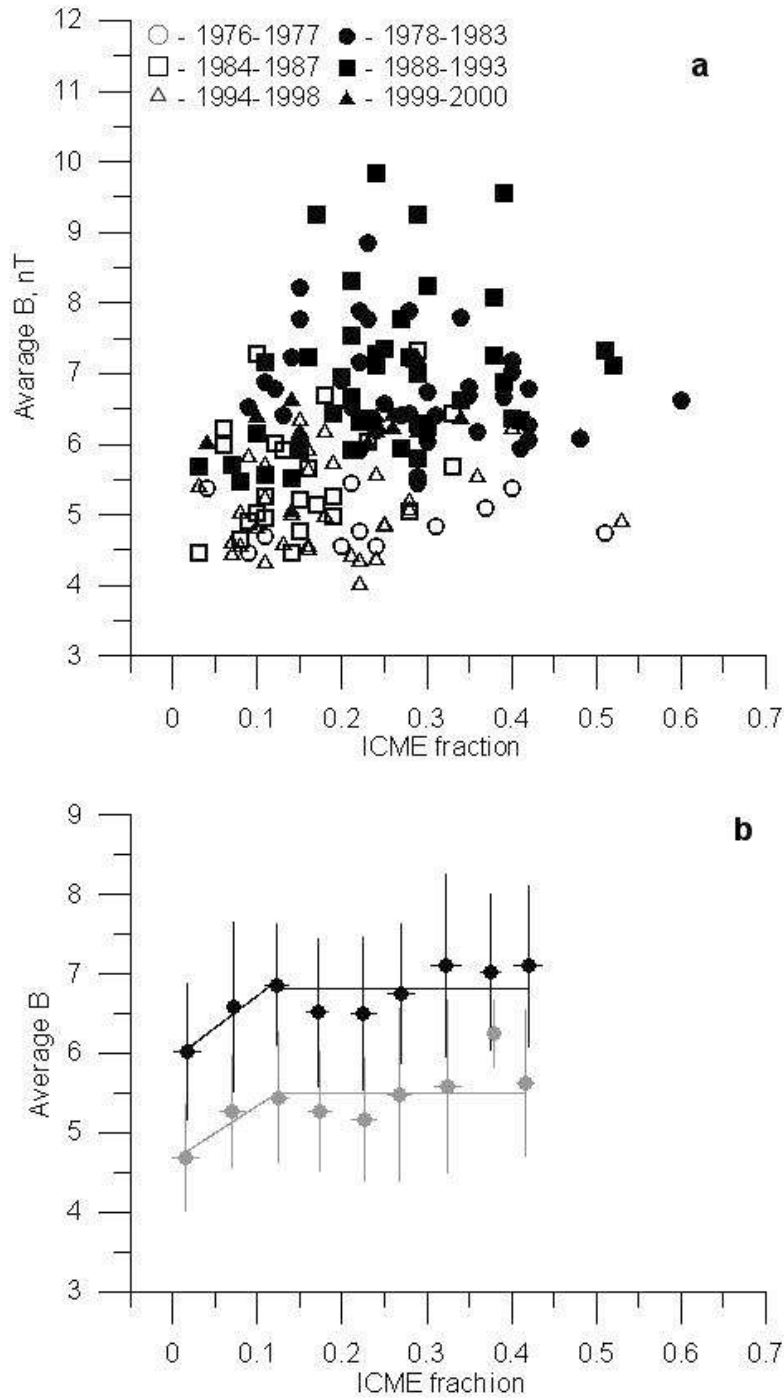 12
11
10
9
8
7
6
5
4
3
Avarage B, nT
- 1976-1977 - 1978-1983
- 1984-1987 - 1988-1993
- 1994-1998 - 1999-2000
a
0 0.1 0.2 0.3 0.4 0.5 0.6 0.7
ICME fraction
9
8
7
6
5
4
3
Average B
b
0 0.1 0.2 0.3 0.4 0.5 0.6 0.7
ICME frachion